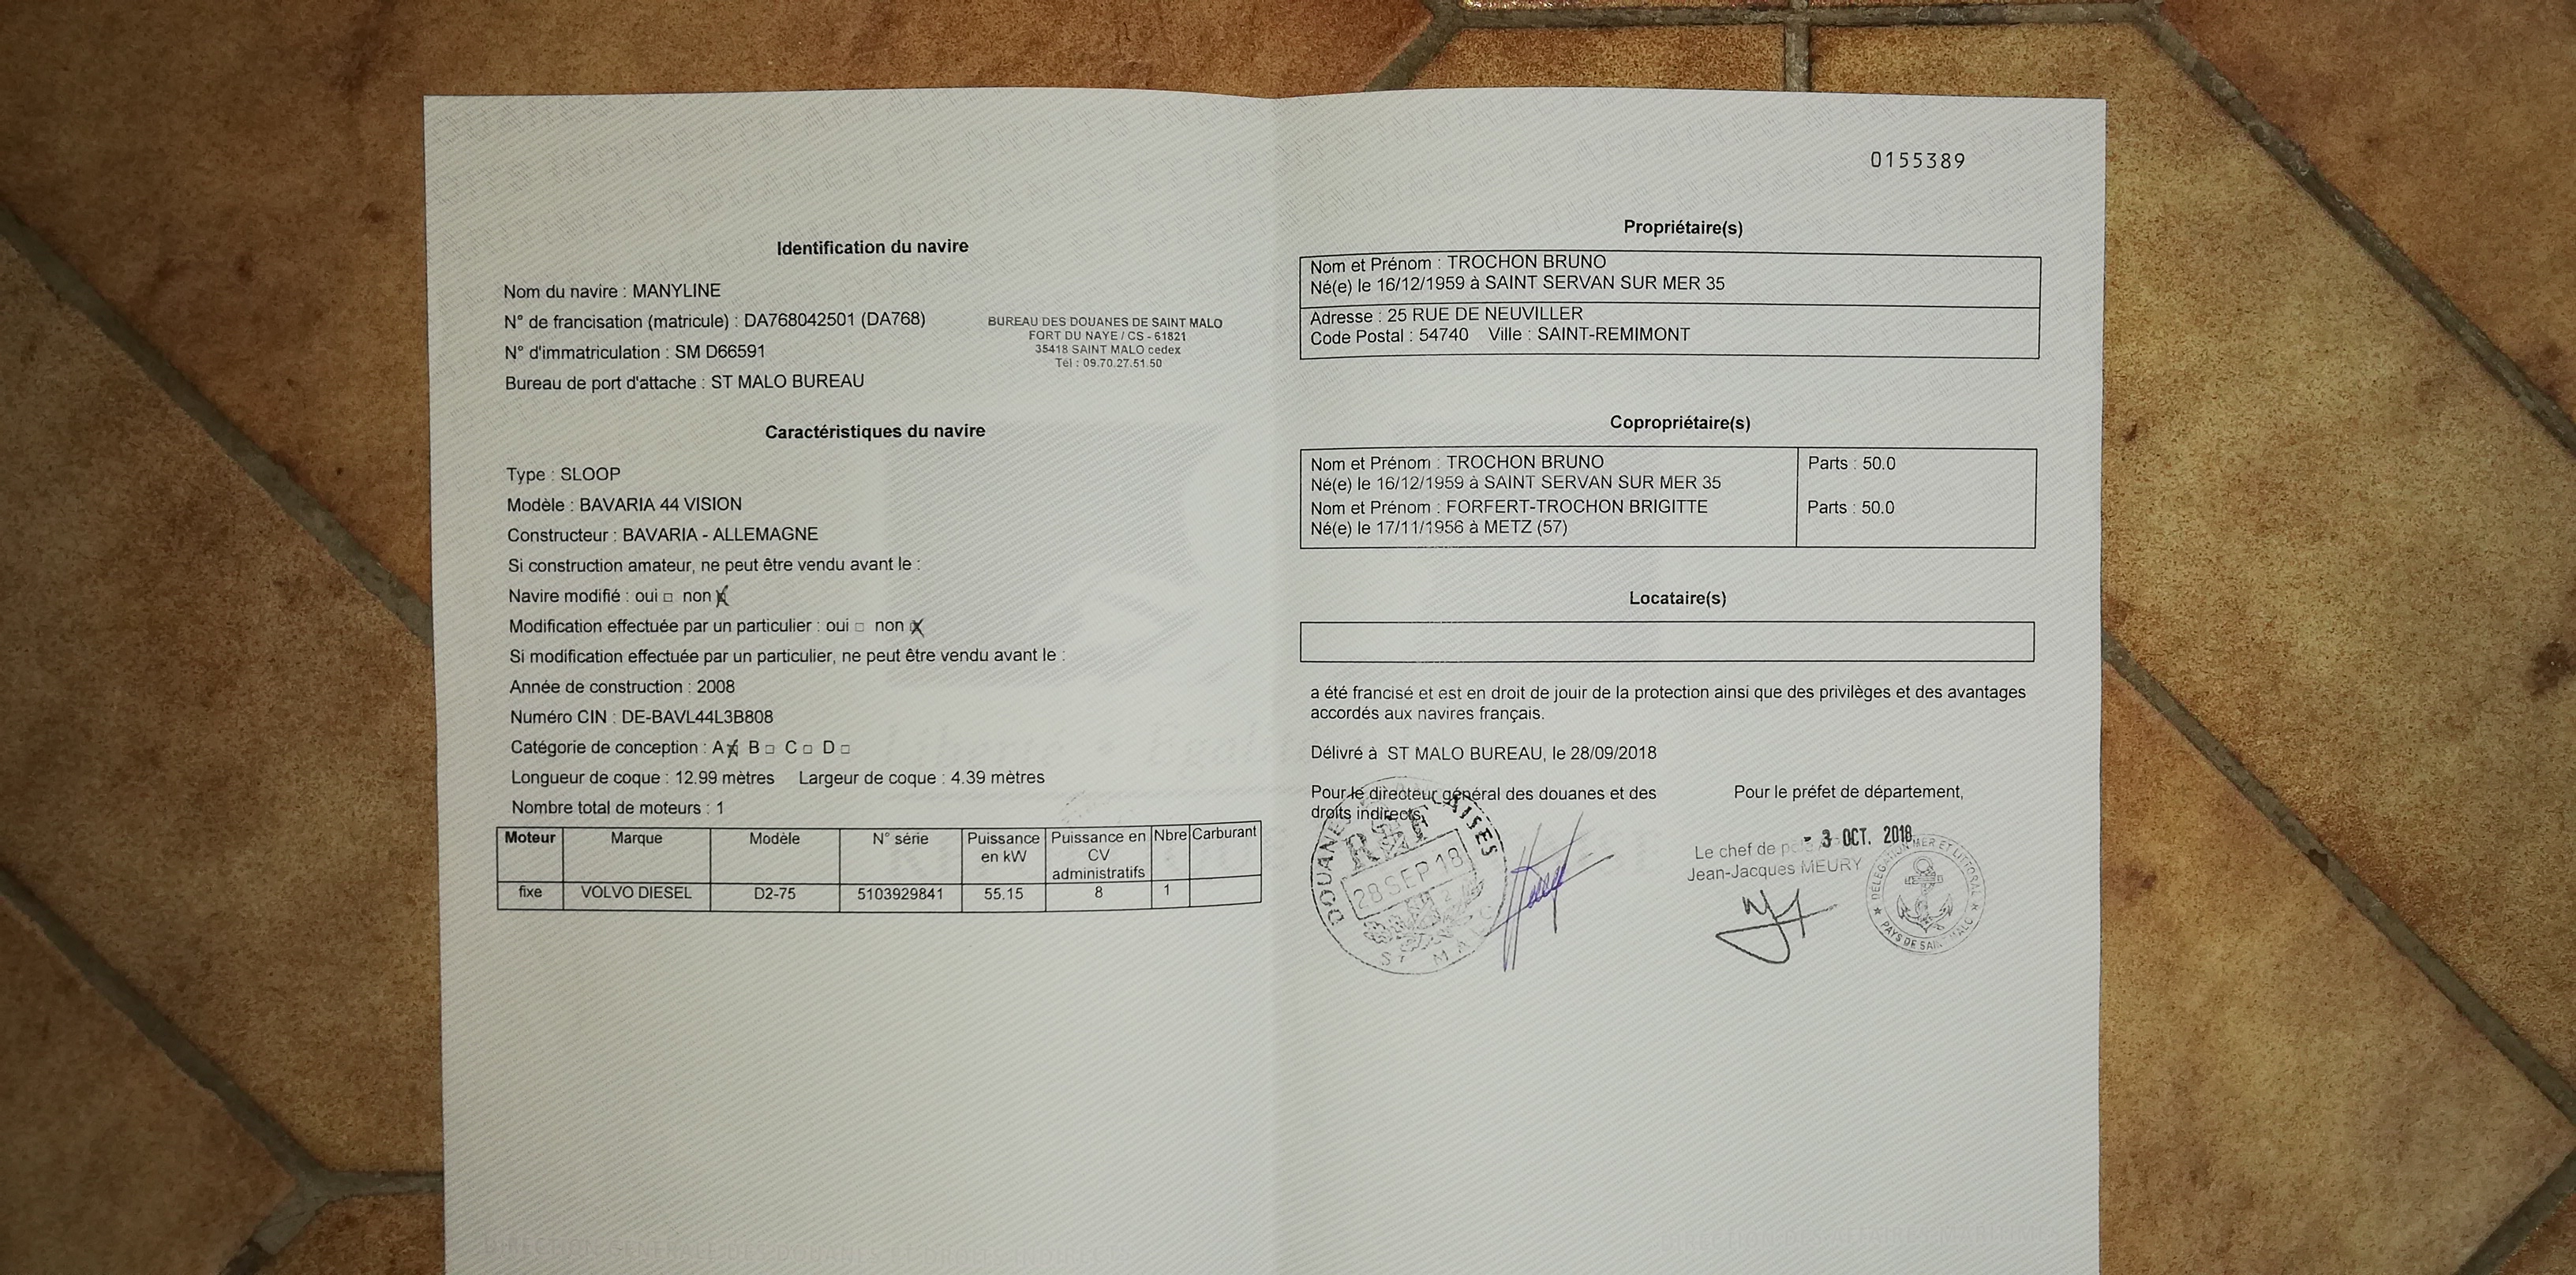 0155389
Identification du navire
Nom du navire : MANYLINE
N° de francisation (matricule) : DA768042501 (DA768)
N° d'immatriculation : SM D66591
Bureau de port d'attache : ST MALO BUREAU
BUREAU DES DOUANES DE SAINT MALO
FORT DU NAYE / CS - 61821
35418 SAINT MALO cedex
Tél : 09.70.27.51.50
Caractéristiques du navire
Type : SLOOP
Modèle : BAVARIA 44 VISION
Constructeur : BAVARIA - ALLEMAGNE
Si construction amateur, ne peut être vendu avant le :
Navire modifié : oui □ non X
Modification effectuée par un particulier : oui □ non X
Si modification effectuée par un particulier, ne peut être vendu avant le :
Année de construction : 2008
Numéro CIN : DE-BAVL44L3B808
Catégorie de conception : A X B □ C □ D □
Longueur de coque : 12.99 mètres Largeur de coque : 4.39 mètres
Nombre total de moteurs : 1
Moteur Marque Modèle N° série Puissance en kW Puissance en CV administratifs Nbre Carburant
fixe VOLVO DIESEL D2-75 5103929841 55.15 8 1
Propriétaire(s)
Nom et Prénom : TROCHON BRUNO
Né(e) le 16/12/1959 à SAINT SERVAN SUR MER 35
Adresse : 25 RUE DE NEUVILLER
Code Postal : 54740 Ville : SAINT-REMIMONT
Copropriétaire(s)
Nom et Prénom : TROCHON BRUNO Parts : 50.0
Né(e) le 16/12/1959 à SAINT SERVAN SUR MER 35
Nom et Prénom : FORFERT-TROCHON BRIGITTE Parts : 50.0
Né(e) le 17/11/1956 à METZ (57)
Locataire(s)
a été francisé et est en droit de jouir de la protection ainsi que des privilèges et des avantages
accordés aux navires français.
Délivré à ST MALO BUREAU, le 28/09/2018
Pour le directeur général des douanes et des
droits indirects,
28 SEP 18
ST MALO
Pour le préfet de département,
- 3 OCT. 2018
Le chef de
Jean-Jacques MEURY
DELEGATION MER ET LITTORAL
PAYS DE SAINT MALO
DIRECTION GENERALE DES DOUANES ET DROITS INDIRECTS
DIRECTION DES AFFAIRES MARITIMES